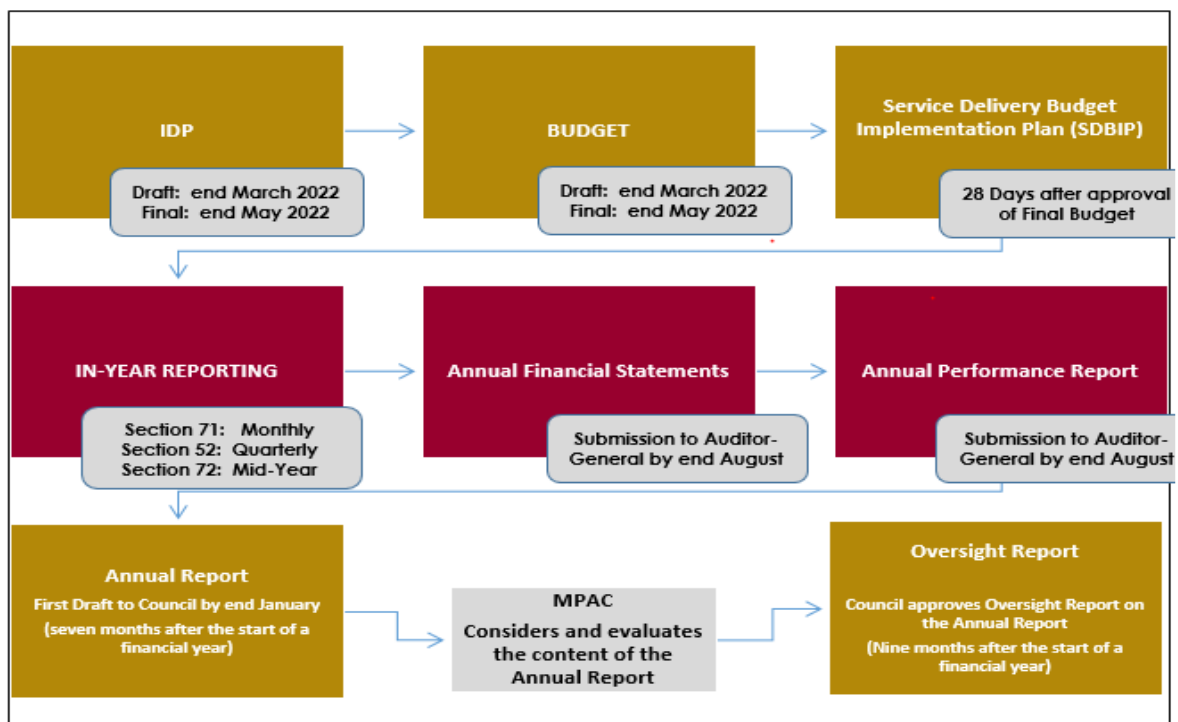 IDP
Draft: end March 2022
Final: end May 2022
BUDGET
Draft: end March 2022
Final: end May 2022
Service Delivery Budget
Implementation Plan (SDBIP)
28 Days after approval
of Final Budget
IN-YEAR REPORTING
Section 71: Monthly
Section 52: Quarterly
Section 72: Mid-Year
Annual Financial Statements
Submission to Auditor-
General by end August
Annual Performance Report
Submission to Auditor-
General by end August
Annual Report
First Draft to Council by end January
(seven months after the start of a
financial year)
MPAC
Considers and evaluates
the content of the
Annual Report
Oversight Report
Council approves Oversight Report on
the Annual Report
(Nine months after the start of a
financial year)